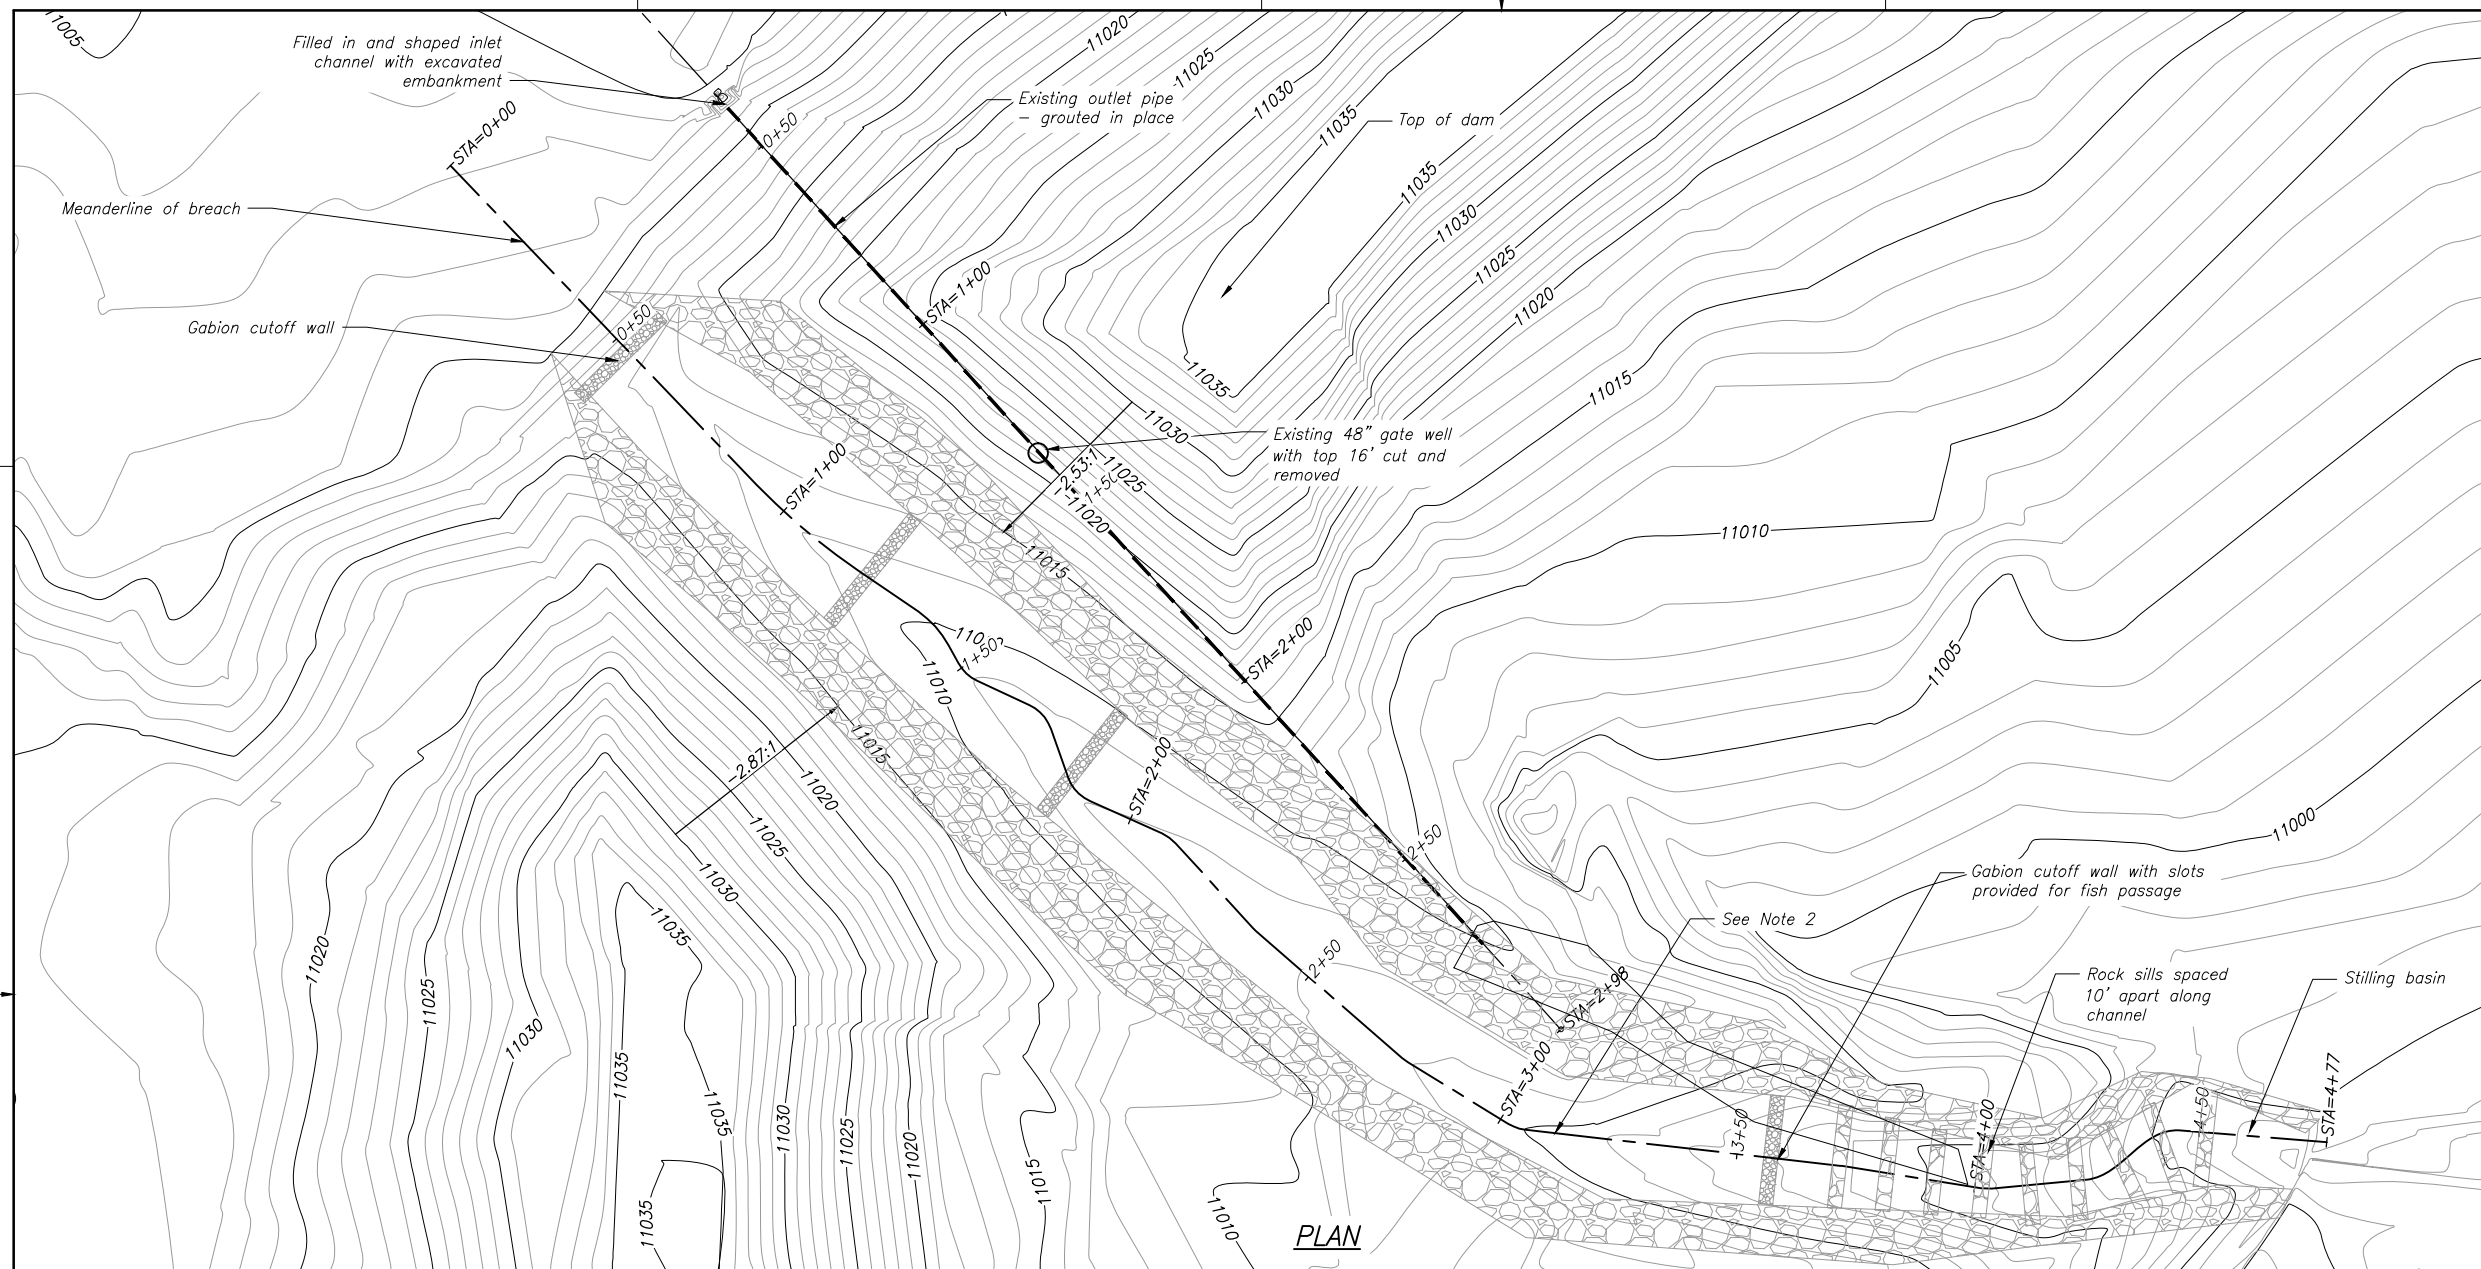 11005
11020
Filled in and shaped inlet
channel with excavated
embankment
11025
11030
Existing outlet pipe
- grouted in place
B
STA=0+00
0+50
11035
Top of dam
11035
Meanderline of breach
11030
11025
STA=1+00
11020
Gabion cutoff wall
0+50
11035
11015
11030
Existing 48" gate well
with top 16' cut and
removed
2.53:1
11025
1+50
STA=1+00
11020
11010
11015
110
1+50
STA=2+00
11010
11005
11015
-2.87:1
STA=2+00
11020
11025
11000
2+50
11030
Gabion cutoff wall with slots
provided for fish passage
11035
See Note 2
11020
2+50
Rock sills spaced
10' apart along
channel
Stilling basin
11025
STA=2+98
11030
11035
11035
STA=3+00
STA=4+77
11030
11025
11020
3+50
STA=4+00
4+50
11015
11035
11010
PLAN